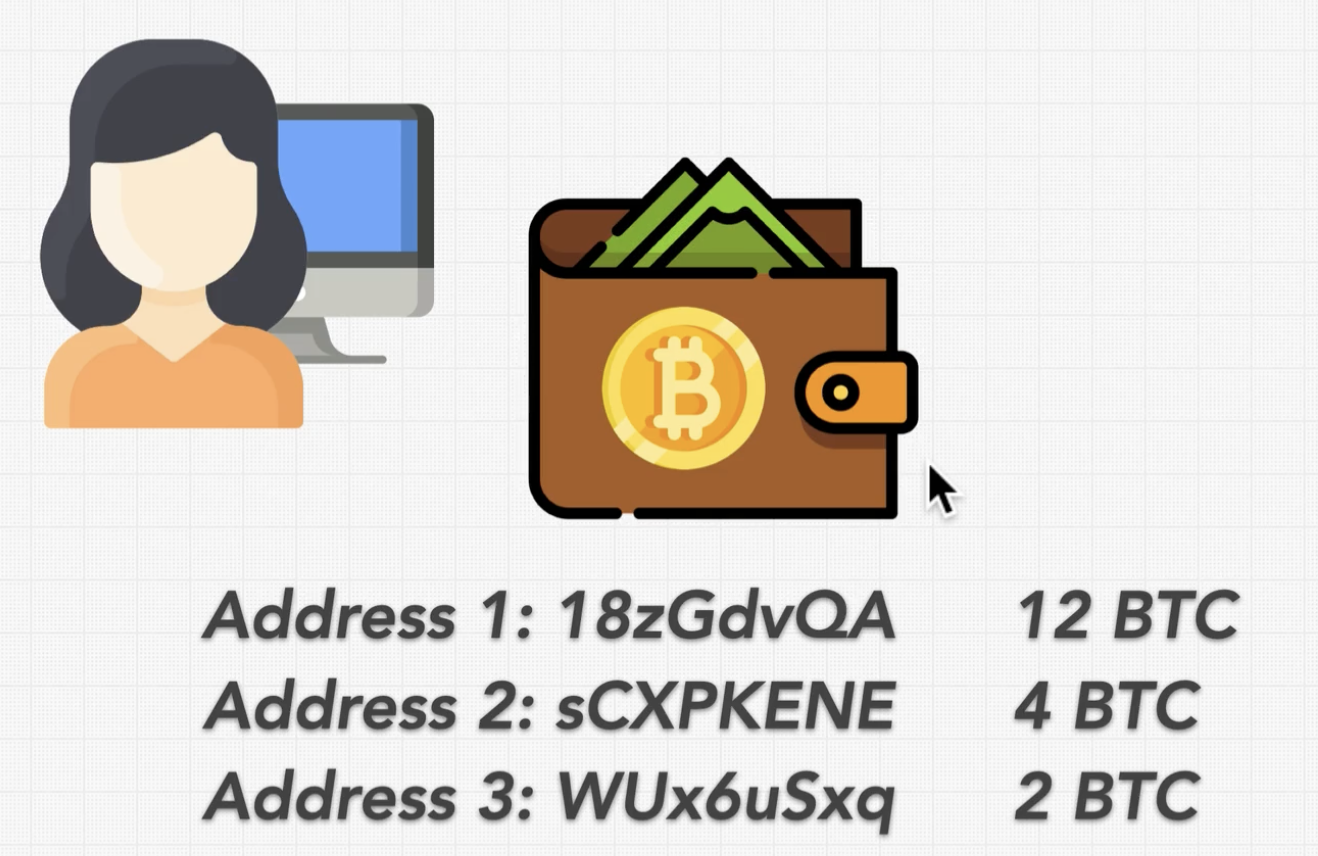 Address 1: 18zGdvQA 12 BTC
Address 2: sCXPKENE 4 BTC
Address 3: WUx6uSxq 2 BTC